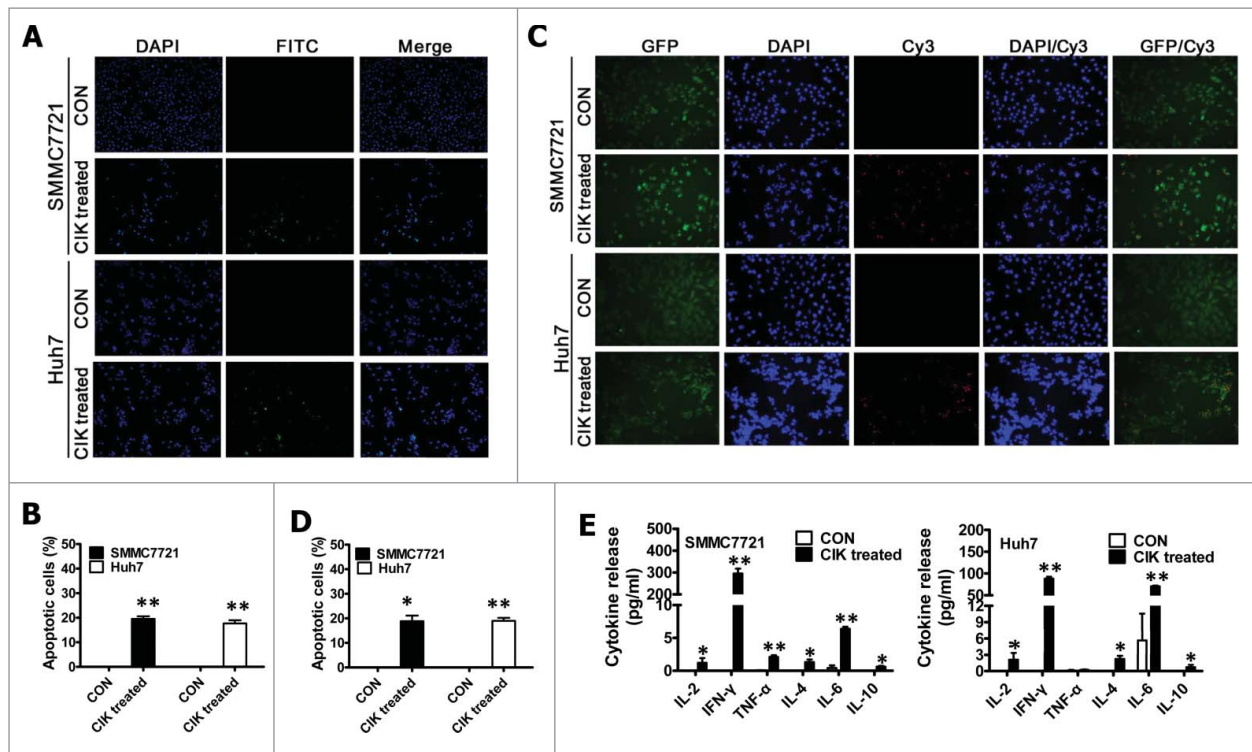 A
DAPI FITC Merge
SMMC7721
CON
CIK treated
Huh7
CON
CIK treated
C
GFP DAPI Cy3 DAPI/Cy3 GFP/Cy3
SMMC7721
CON
CIK treated
Huh7
CON
CIK treated
B
Apoptotic cells (%)
50
40
30
20
10
0
SMMC7721
Huh7
** **
CON CIK treated CON CIK treated
D
Apoptotic cells (%)
50
40
30
20
10
0
SMMC7721
Huh7
* **
CON CIK treated CON CIK treated
E
Cytokine release
(pg/ml)
500
400
300
200
100
10
5
0
SMMC7721
CON
CIK treated
* ** ** * ** *
IL-2 IFN-γ TNF-α IL-4 IL-6 IL-10
Cytokine release
(pg/ml)
200
150
100
50
12
9
6
3
0
Huh7
CON
CIK treated
* ** * ** *
IL-2 IFN-γ TNF-α IL-4 IL-6 IL-10